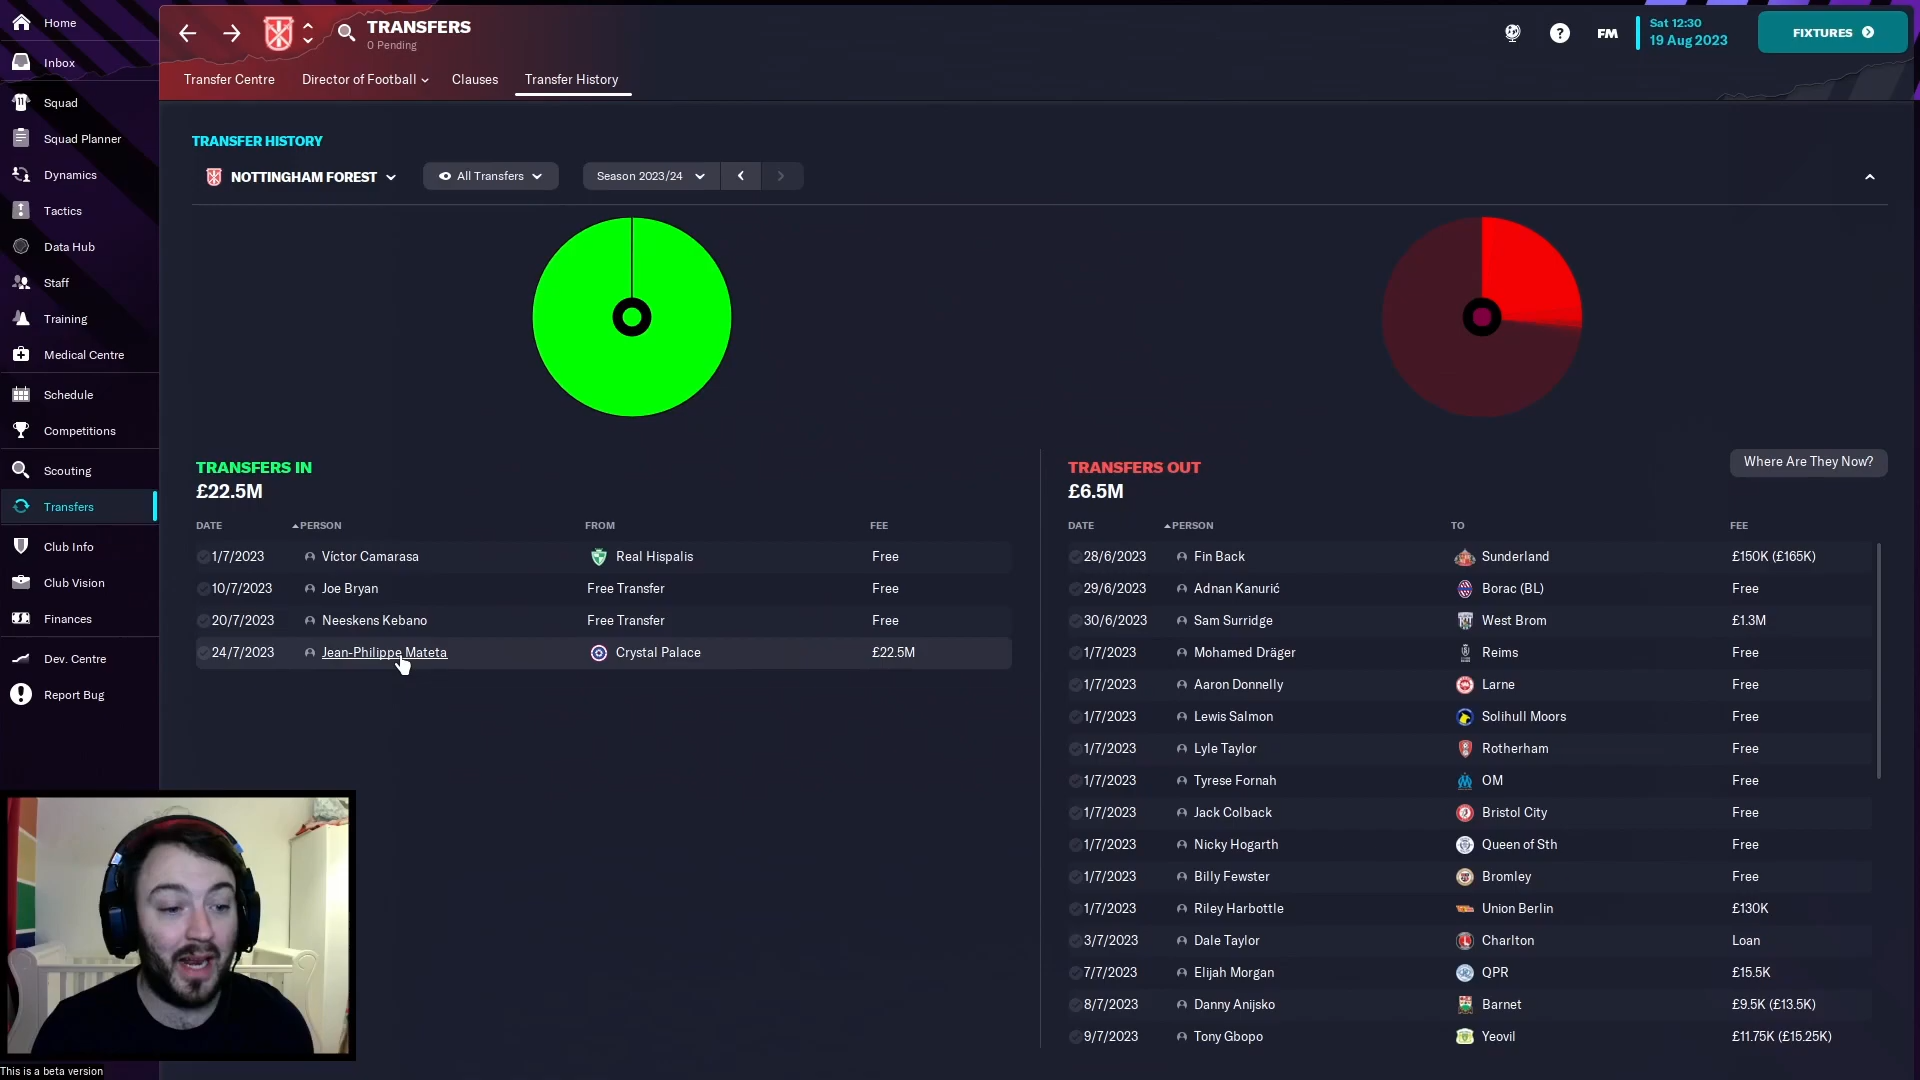 Home
Inbox
Squad
Squad Planner
Dynamics
Tactics
Data Hub
Staff
Training
Medical Centre
Schedule
Competitions
Scouting
Transfers
Club Info
Club Vision
Finances
Dev. Centre
Report Bug
This is a beta version
TRANSFERS
0 Pending
FM
Sat 12:30
19 Aug 2023
FIXTURES
Transfer Centre Director of Football Clauses Transfer History
TRANSFER HISTORY
NOTTINGHAM FOREST All Transfers Season 2023/24
TRANSFERS IN
£22.5M
DATE PERSON FROM FEE
1/7/2023 Víctor Camarasa Real Hispalis Free
10/7/2023 Joe Bryan Free Transfer Free
20/7/2023 Neeskens Kebano Free Transfer Free
24/7/2023 Jean-Philippe Mateta Crystal Palace £22.5M
TRANSFERS OUT
£6.5M
Where Are They Now?
DATE PERSON TO FEE
28/6/2023 Fin Back Sunderland £150K (£165K)
29/6/2023 Adnan Kanurić Borac (BL) Free
30/6/2023 Sam Surridge West Brom £1.3M
1/7/2023 Mohamed Dräger Reims Free
1/7/2023 Aaron Donnelly Larne Free
1/7/2023 Lewis Salmon Solihull Moors Free
1/7/2023 Lyle Taylor Rotherham Free
1/7/2023 Tyrese Fornah OM Free
1/7/2023 Jack Colback Bristol City Free
1/7/2023 Nicky Hogarth Queen of Sth Free
1/7/2023 Billy Fewster Bromley Free
1/7/2023 Riley Harbottle Union Berlin £130K
3/7/2023 Dale Taylor Charlton Loan
7/7/2023 Elijah Morgan QPR £15.5K
8/7/2023 Danny Anijsko Barnet £9.5K (£13.5K)
9/7/2023 Tony Gbopo Yeovil £11.75K (£15.25K)